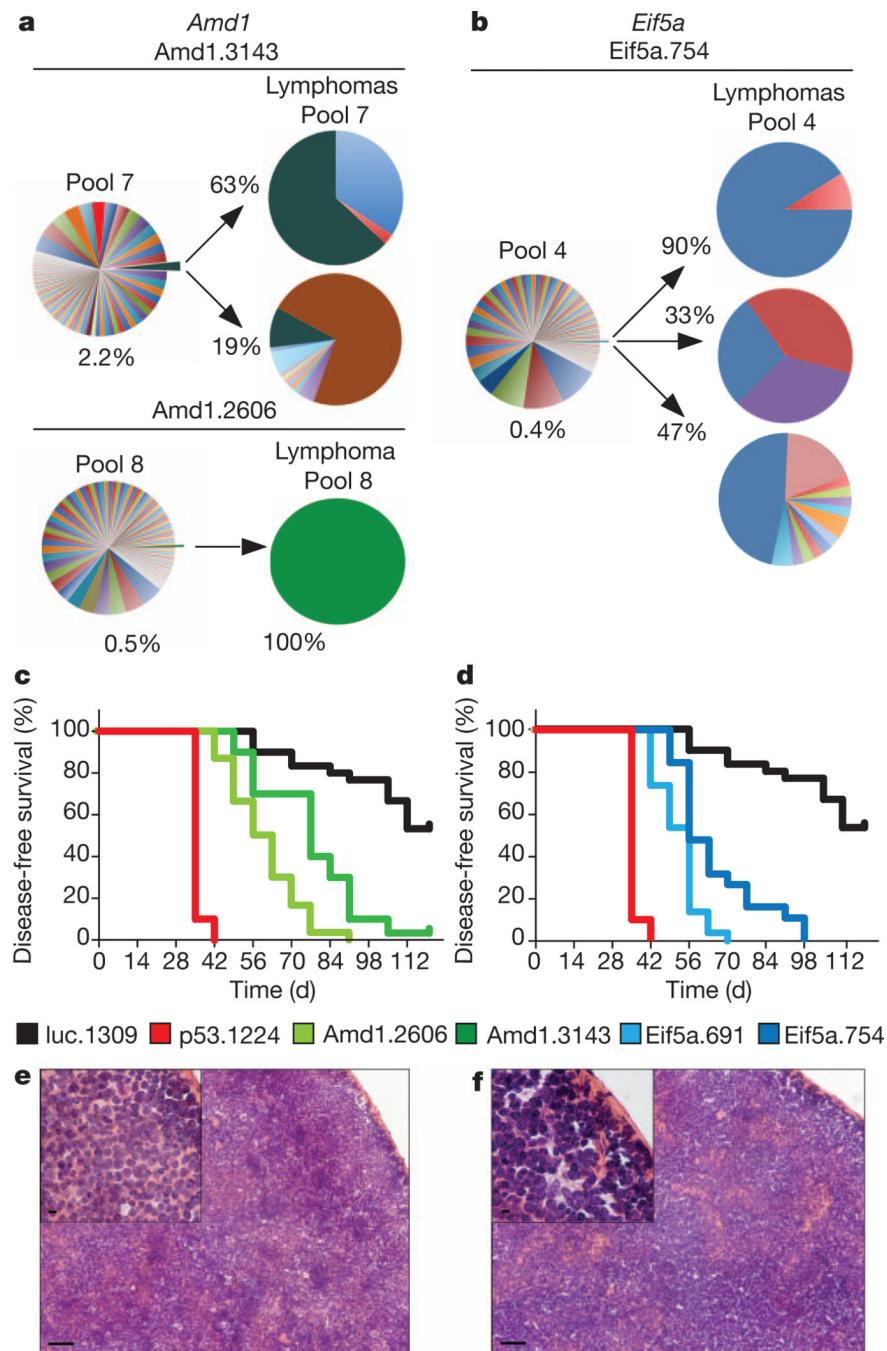 a
Amd1
Amd1.3143
Lymphomas
Pool 7
Pool 7
63%
19%
2.2%
Amd1.2606
Pool 8
Lymphoma
Pool 8
0.5%
100%
b
Eif5a
Eif5a.754
Lymphomas
Pool 4
Pool 4
90%
33%
47%
0.4%
c
Disease-free survival (%)
100
80
60
40
20
0
0 14 28 42 56 70 84 98 112
Time (d)
d
Disease-free survival (%)
100
80
60
40
20
0
0 14 28 42 56 70 84 98 112
Time (d)
luc.1309 p53.1224 Amd1.2606 Amd1.3143 Eif5a.691 Eif5a.754
e
f